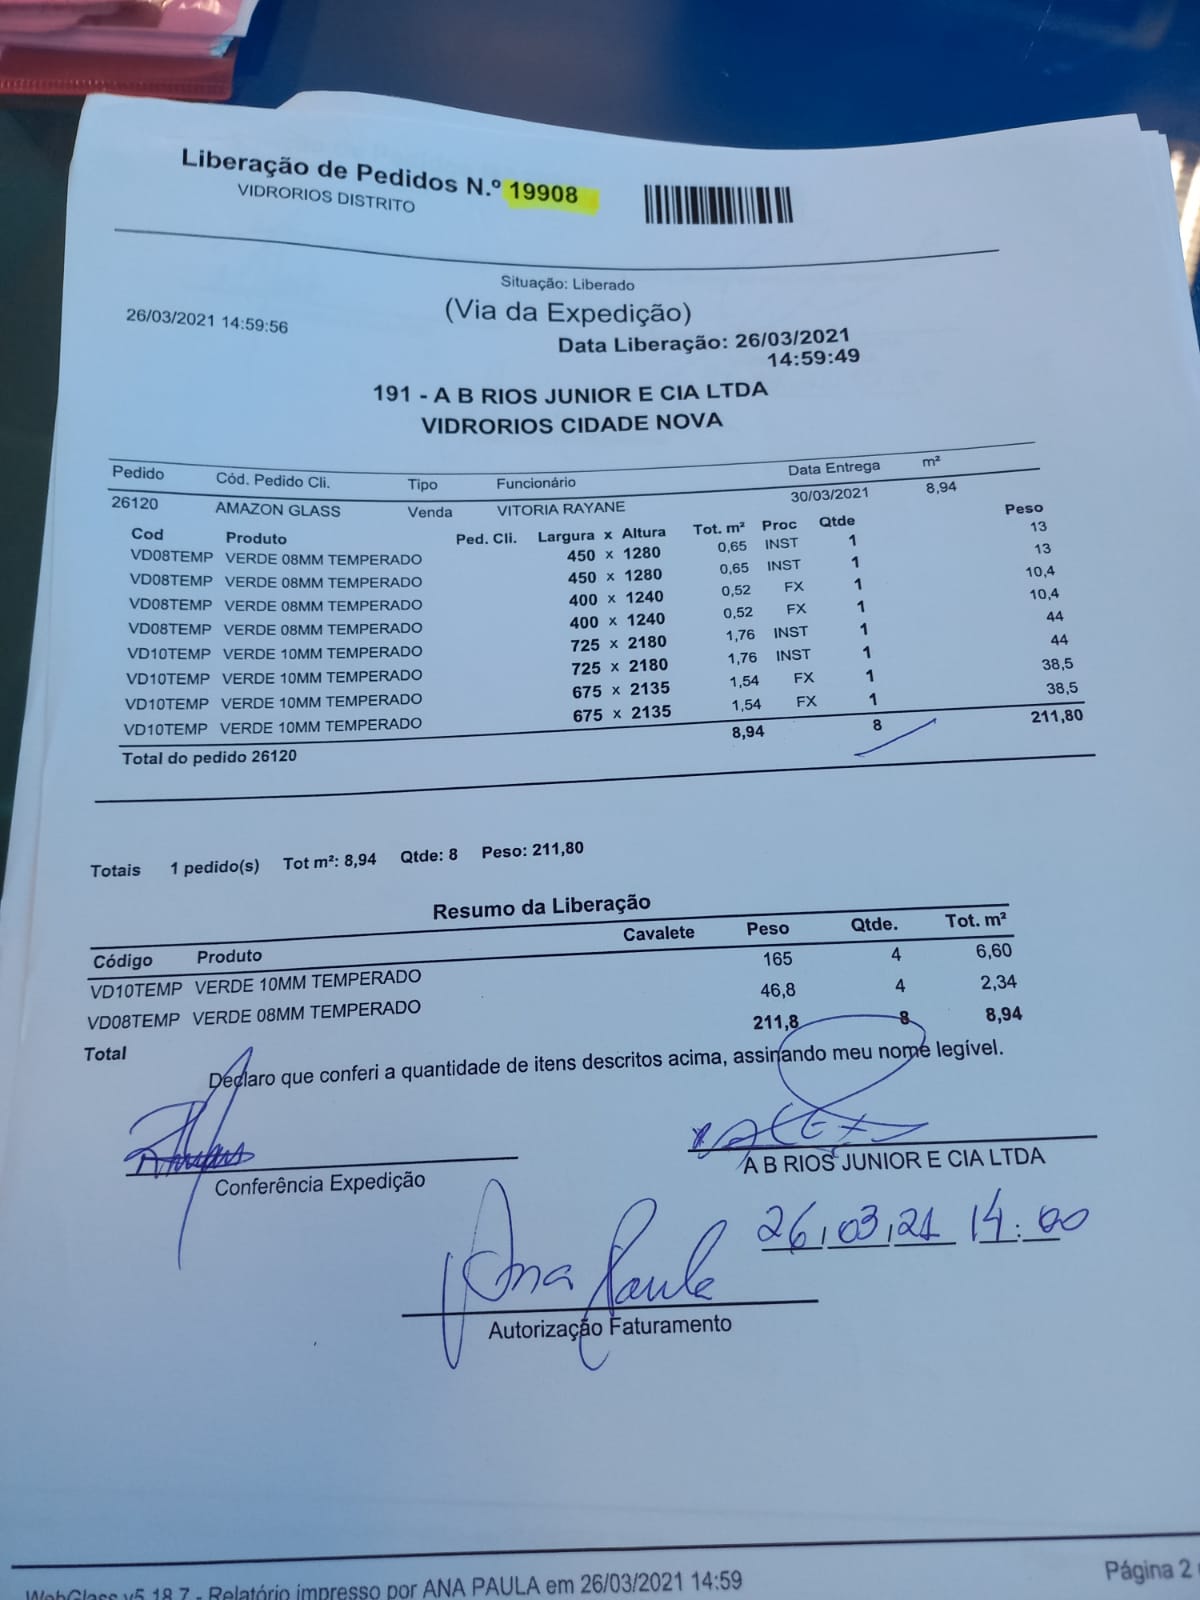 Liberação de Pedidos N.º 19908
VIDRORIOS DISTRITO
Situação: Liberado
(Via da Expedição)
26/03/2021 14:59:56
Data Liberação: 26/03/2021
14:59:49
191 - A B RIOS JUNIOR E CIA LTDA
VIDRORIOS CIDADE NOVA
Pedido Cód. Pedido Cli. Tipo Funcionário Data Entrega m²
26120 AMAZON GLASS Venda VITORIA RAYANE 30/03/2021 8,94
Cod Produto Ped. Cli. Largura x Altura Tot. m² Proc Qtde Peso
VD08TEMP VERDE 08MM TEMPERADO 450 x 1280 0,65 INST 1 13
VD08TEMP VERDE 08MM TEMPERADO 450 x 1280 0,65 INST 1 13
VD08TEMP VERDE 08MM TEMPERADO 400 x 1240 0,52 FX 1 10,4
VD08TEMP VERDE 08MM TEMPERADO 400 x 1240 0,52 FX 1 10,4
VD10TEMP VERDE 10MM TEMPERADO 725 x 2180 1,76 INST 1 44
VD10TEMP VERDE 10MM TEMPERADO 725 x 2180 1,76 INST 1 44
VD10TEMP VERDE 10MM TEMPERADO 675 x 2135 1,54 FX 1 38,5
VD10TEMP VERDE 10MM TEMPERADO 675 x 2135 1,54 FX 1 38,5
Total do pedido 26120 8,94 8 211,80
Totais 1 pedido(s) Tot m²: 8,94 Qtde: 8 Peso: 211,80
Resumo da Liberação
Código Produto Cavalete Peso Qtde. Tot. m²
VD10TEMP VERDE 10MM TEMPERADO 165 4 6,60
VD08TEMP VERDE 08MM TEMPERADO 46,8 4 2,34
Total 211,8 8 8,94
Declaro que conferi a quantidade de itens descritos acima, assinando meu nome legível.
Conferência Expedição
A B RIOS JUNIOR E CIA LTDA
26/03/21 14:00
Ana Paula
Autorização Faturamento
WebGlass v5.18.7 - Relatório impresso por ANA PAULA em 26/03/2021 14:59
Página 2